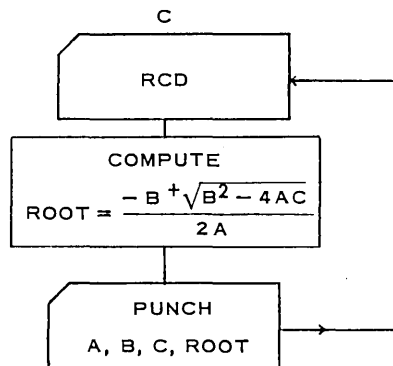 C
RCD
COMPUTE
ROOT = (−B + √(B² − 4AC)) / 2A
PUNCH
A, B, C, ROOT